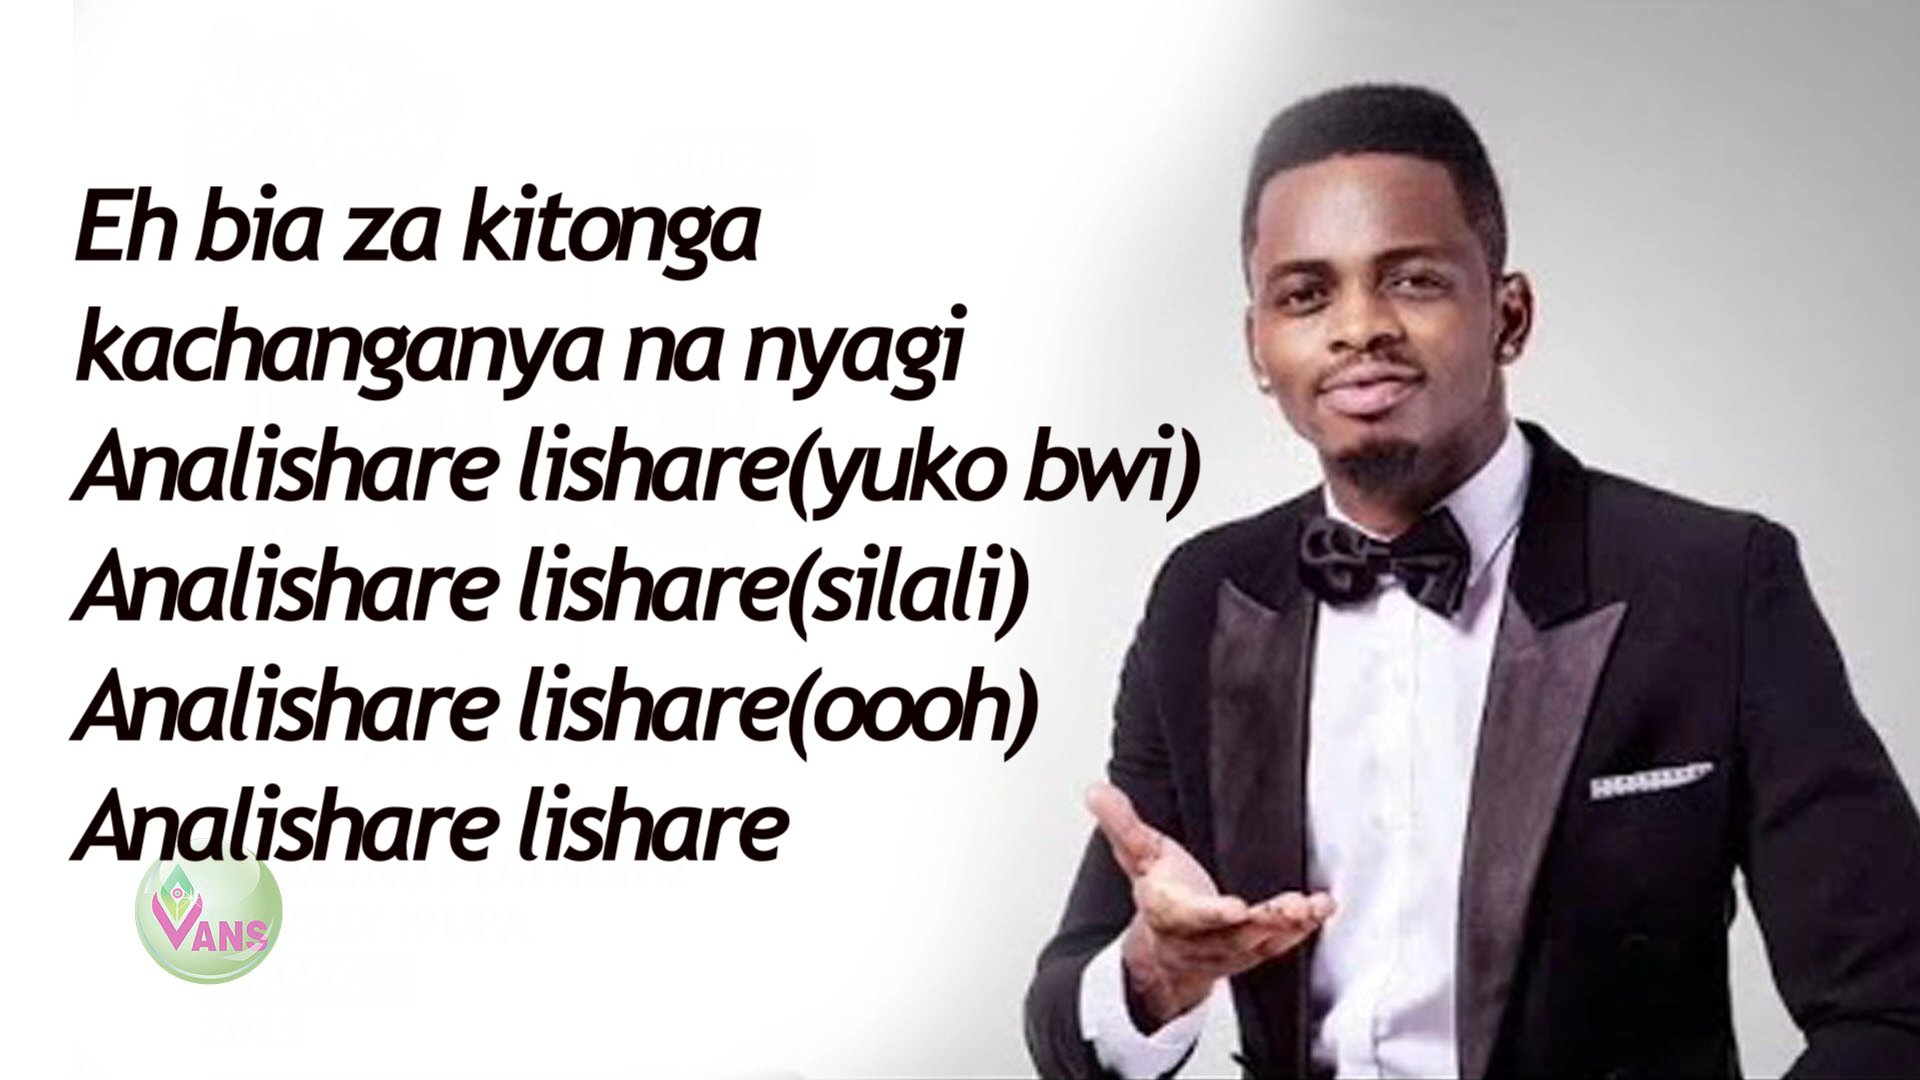 Eh bia za kitonga
kachanganya na nyagi
Analishare lishare(yuko bwi)
Analishare lishare(silali)
Analishare lishare(oooh)
Analishare lishare
VANS